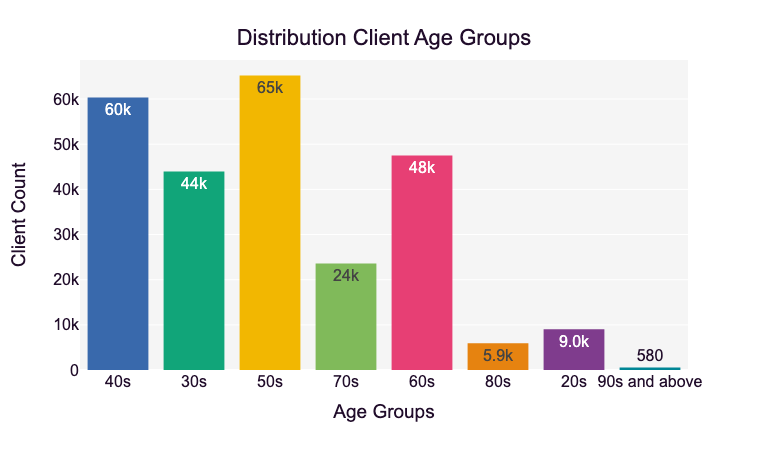 Distribution Client Age Groups
Client Count
60k
50k
40k
30k
20k
10k
0
60k
44k
65k
24k
48k
5.9k
9.0k
580
40s 30s 50s 70s 60s 80s 20s 90s and above
Age Groups